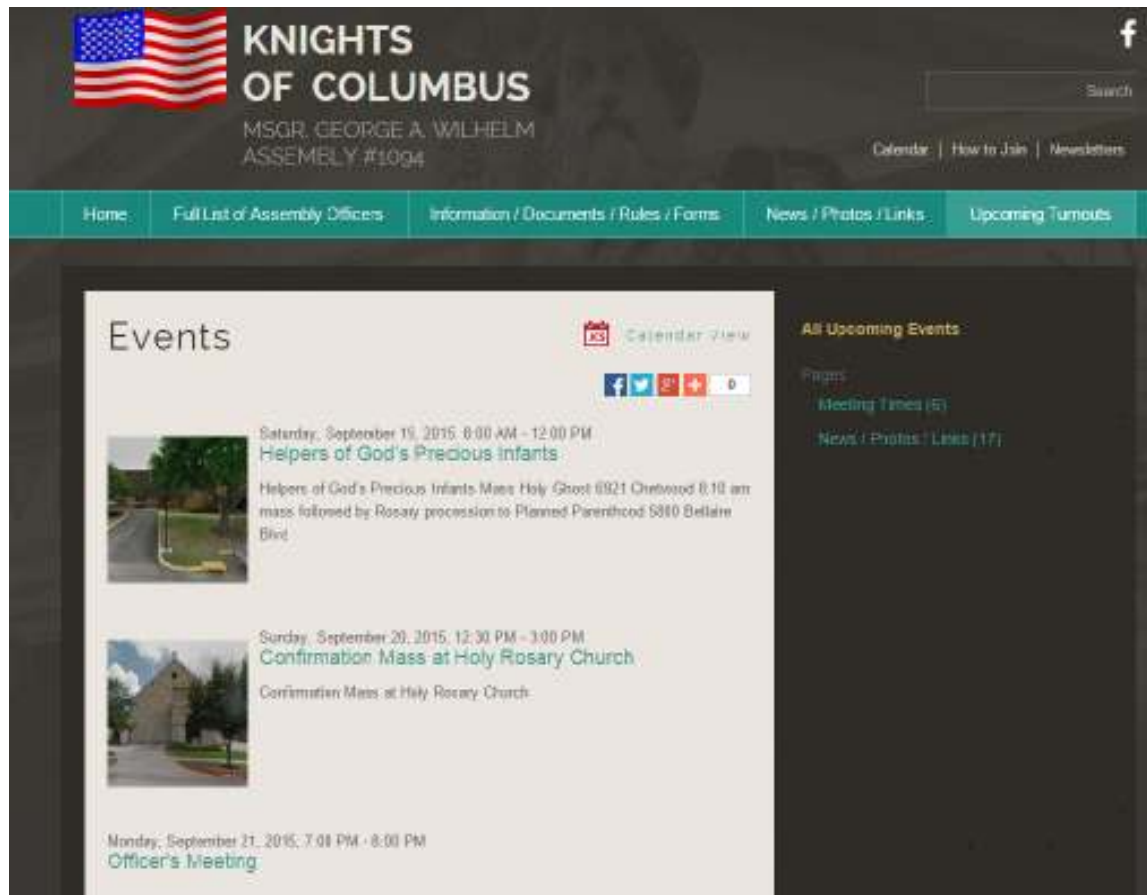 KNIGHTS
OF COLUMBUS
MSGR. GEORGE A. WILHELM
ASSEMBLY #1094
Search
Calendar | How to Join | Newsletters
Home
Full List of Assembly Officers
Information / Documents / Rules / Forms
News / Photos / Links
Upcoming Turnouts
Events
Calendar View
0
Saturday, September 19, 2015, 8:00 AM - 12:00 PM
Helpers of God's Precious Infants
Helpers of God's Precious Infants Mass Holy Ghost 6921 Chetwood 8:10 am
mass followed by Rosary procession to Planned Parenthood 5800 Bellaire
Blvd
Sunday, September 20, 2015, 12:30 PM - 3:00 PM
Confirmation Mass at Holy Rosary Church
Confirmation Mass at Holy Rosary Church
Monday, September 21, 2015, 7:00 PM - 8:00 PM
Officer's Meeting
All Upcoming Events
Pages
Meeting Times (6)
News / Photos / Links (17)